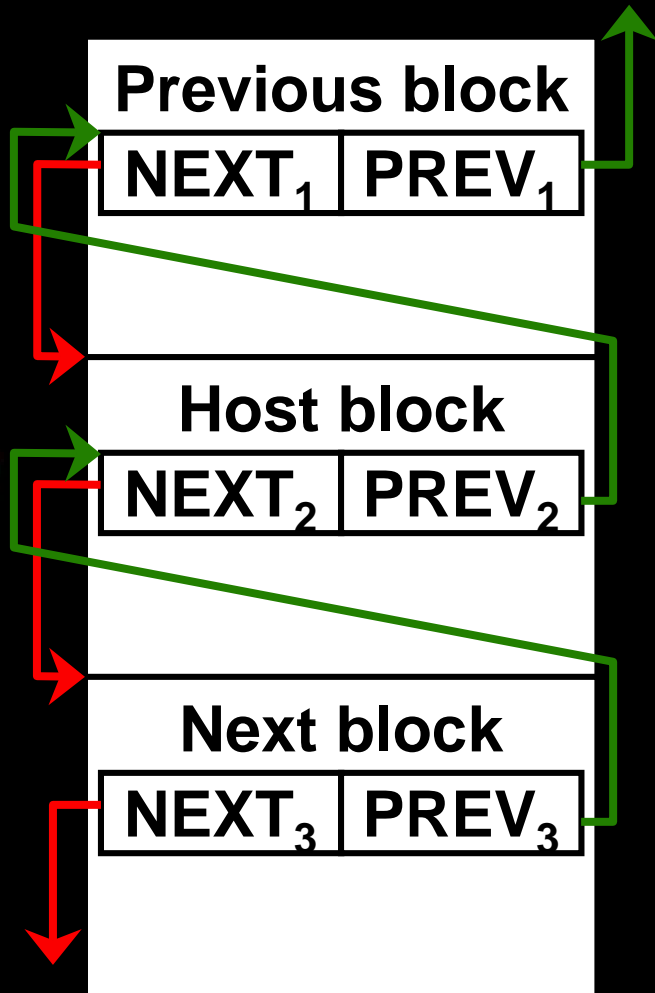 Previous block
NEXT₁ PREV₁
Host block
NEXT₂ PREV₂
Next block
NEXT₃ PREV₃